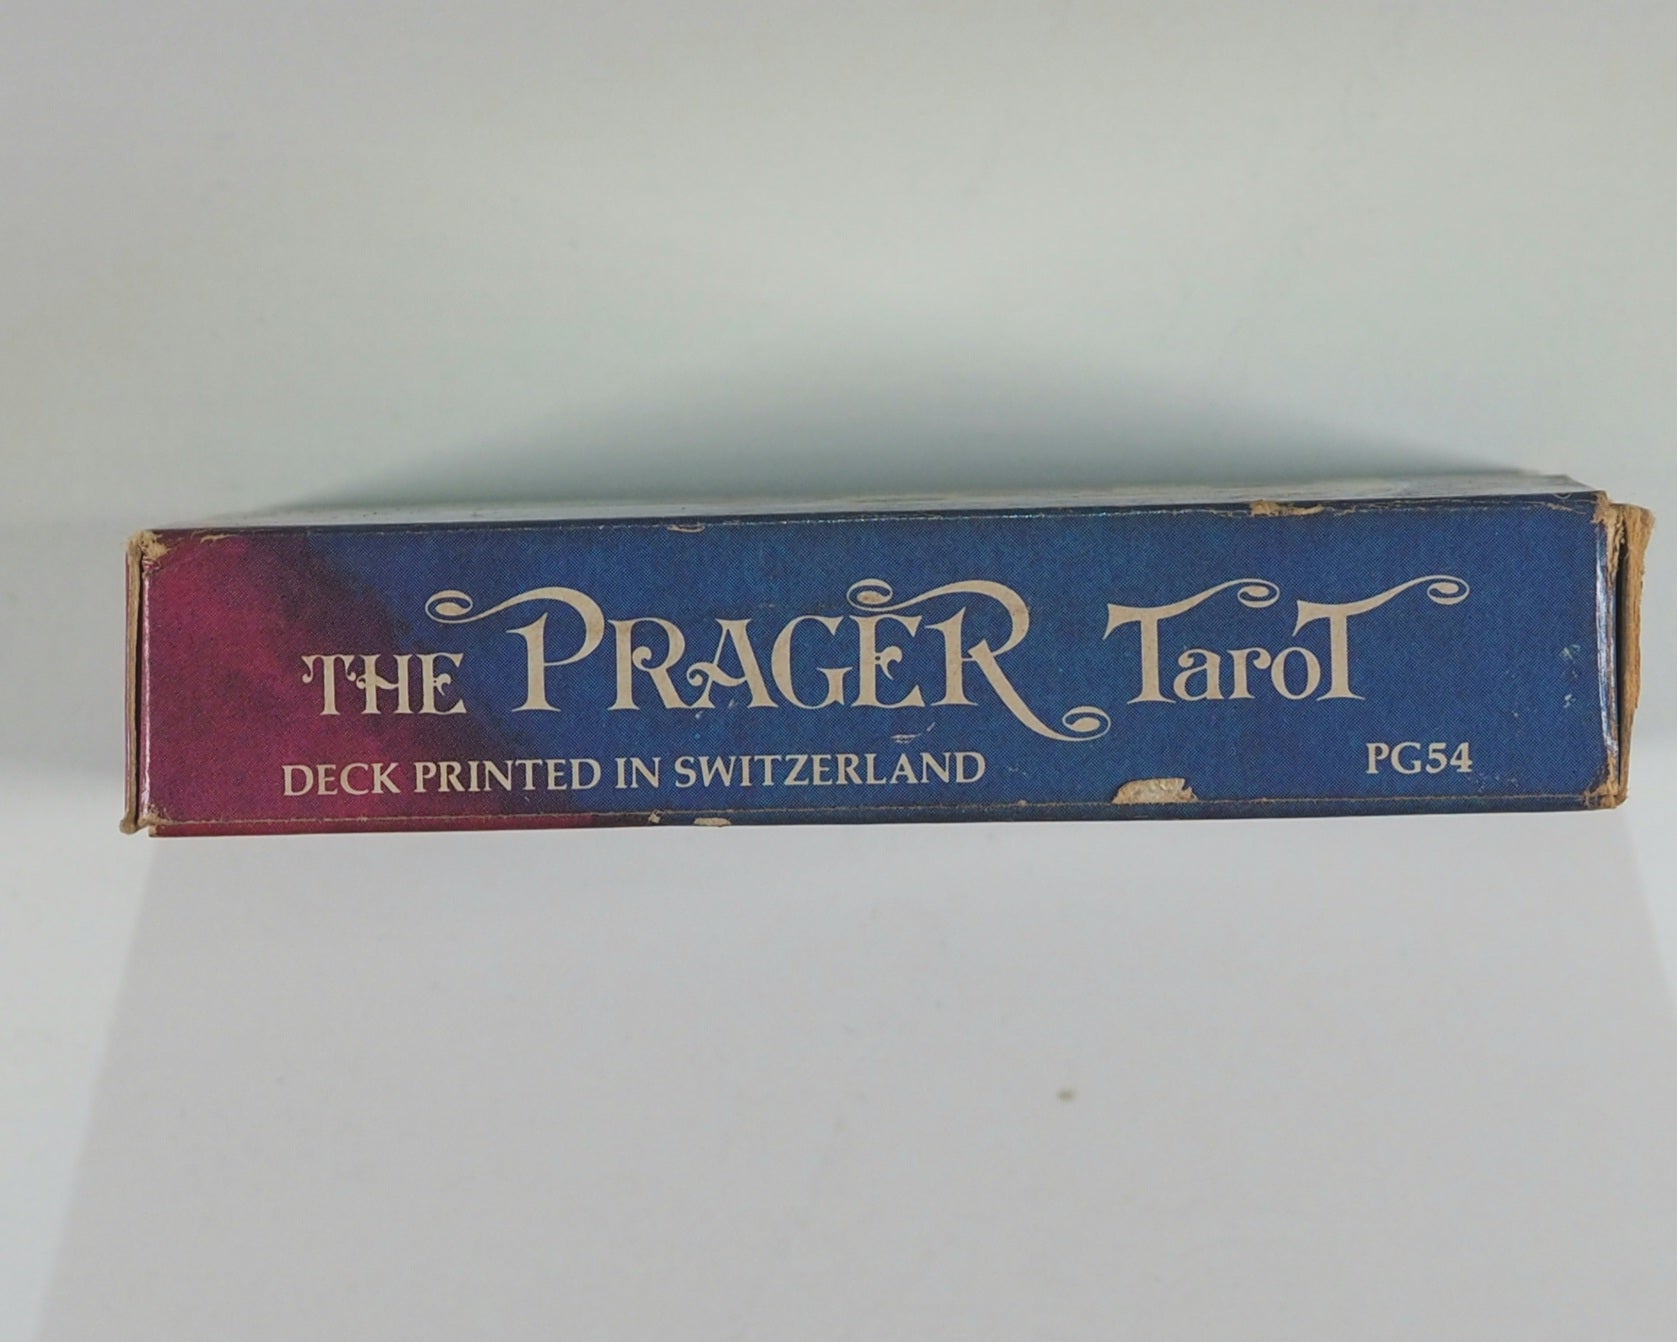 THE PRAGER TaroT
DECK PRINTED IN SWITZERLAND
PG54